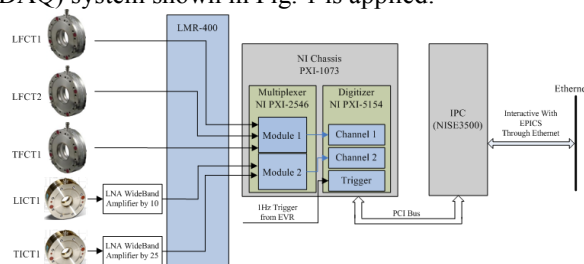 DAQ) system shown in Fig. 1 is applied.
LMR-400
LFCT1
LFCT2
TFCT1
LICT1
TICT1
LNA WideBand
Amplifier by 10
LNA WideBand
Amplifier by 25
NI Chassis
PXI-1073
Multiplexer
NI PXI-2546
Module 1
Module 2
Digitizer
NI PXI-5154
Channel 1
Channel 2
Trigger
1Hz Trigger
from EVR
PCI Bus
IPC
(NISE3500)
Interactive With
EPICS
Through Ethernet